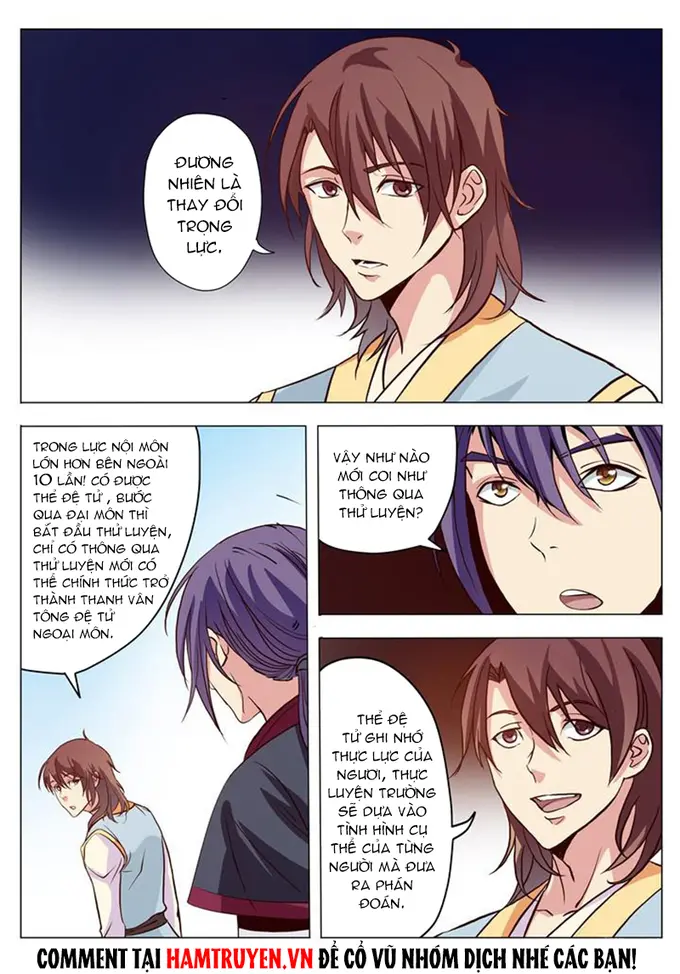 ĐƯƠNG
NHIÊN LÀ
THAY ĐỔI
TRỌNG
LỰC.
TRONG LỰC NỘI MÔN
LỚN HƠN BÊN NGOÀI
10 LẦN! CÓ ĐƯỢC
THẺ ĐỆ TỬ , BƯỚC
QUA ĐẠI MÔN THÌ
BẮT ĐẦU THỬ LUYỆN,
CHỈ CÓ THÔNG QUA
THỬ LUYỆN MỚI CÓ
THỂ CHÍNH THỨC TRỞ
THÀNH THANH VÂN
TÔNG ĐỆ TỬ
NGOẠI MÔN.
VẬY NHƯ NÀO
MỚI COI NHƯ
THÔNG QUA
THỬ LUYỆN?
THẺ ĐỆ
TỬ GHI NHỚ
THỰC LỰC CỦA
NGƯƠI, THỰC
LUYỆN TRƯỜNG
SẼ DỰA VÀO
TÌNH HÌNH CỤ
THỂ CỦA TỪNG
NGƯỜI MÀ ĐƯA
RA PHÁN
ĐOÁN.
COMMENT TẠI HAMTRUYEN.VN ĐỂ CỔ VŨ NHÓM DỊCH NHÉ CÁC BẠN!